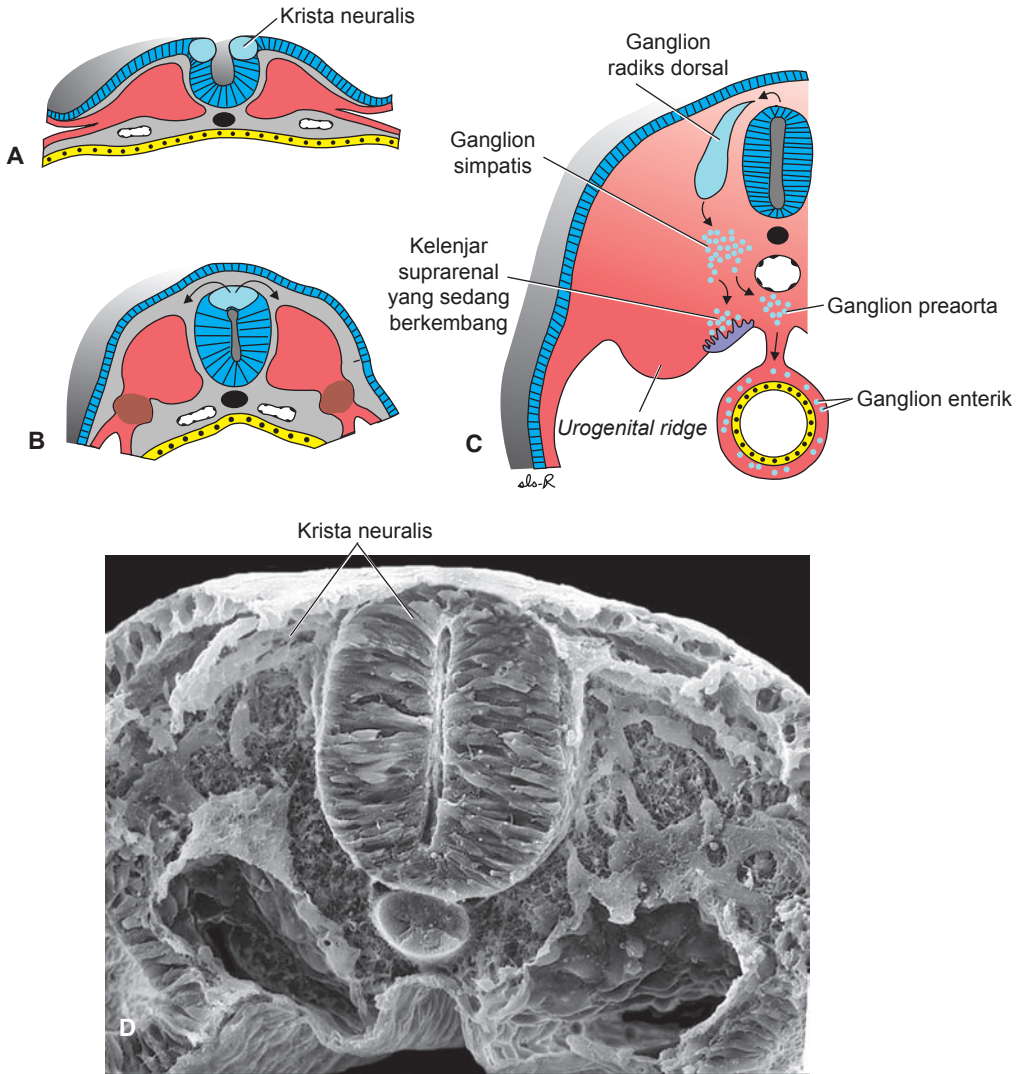 Krista neuralis
A
B
Ganglion
radiks dorsal
Ganglion
simpatis
Kelenjar
suprarenal
yang sedang
berkembang
Ganglion preaorta
Ganglion enterik
Urogenital ridge
C
sls-R
Krista neuralis
D